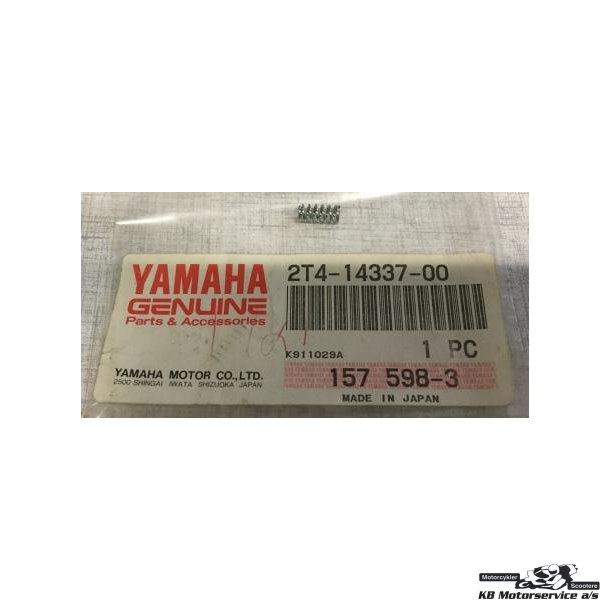 YAMAHA
GENUINE
Parts & Accessories
2T4-14337-00
K911029A
1 PC
YAMAHA MOTOR CO.,LTD.
2500 SHINGAI IWATA SHIZUOKA JAPAN
157 598-3
MADE IN JAPAN
Motorcykler
Scootere
KB Motorservice a/s